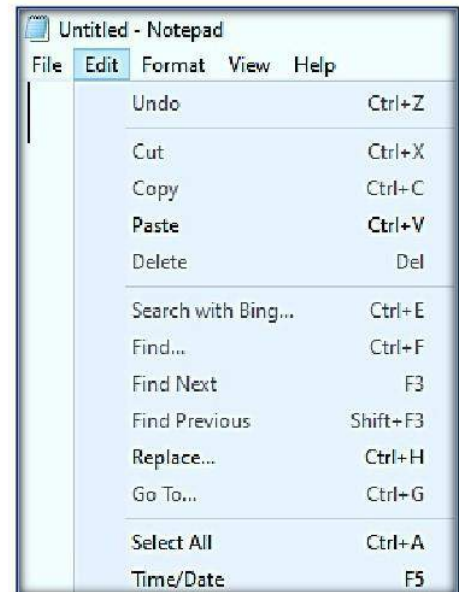 Untitled - Notepad
File Edit Format View Help
Undo Ctrl+Z
Cut Ctrl+X
Copy Ctrl+C
Paste Ctrl+V
Delete Del
Search with Bing... Ctrl+E
Find... Ctrl+F
Find Next F3
Find Previous Shift+F3
Replace... Ctrl+H
Go To... Ctrl+G
Select All Ctrl+A
Time/Date F5